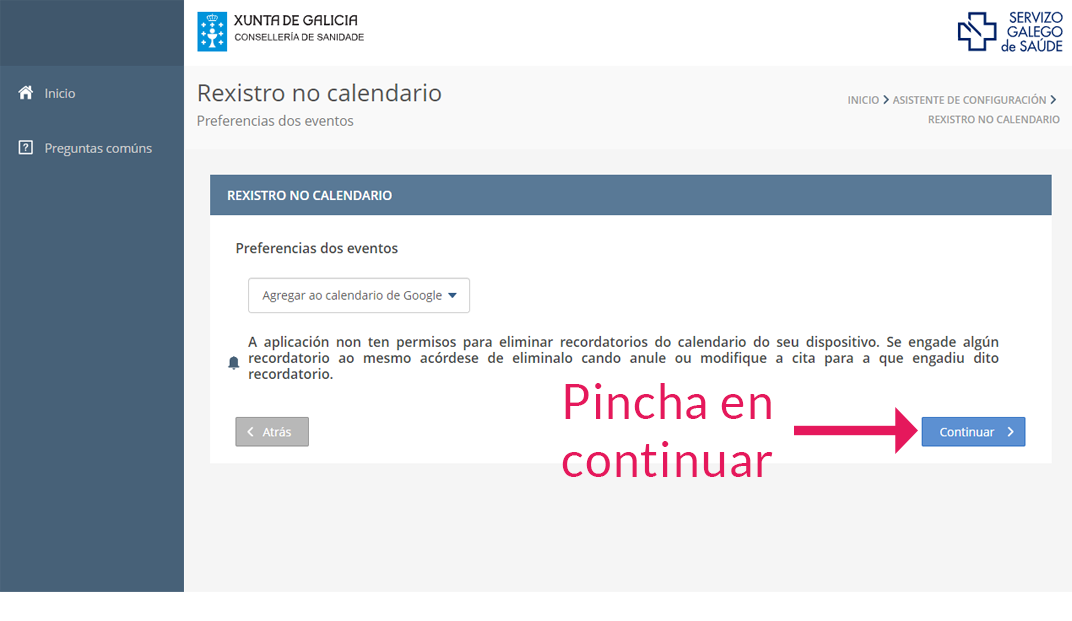 XUNTA DE GALICIA
CONSELLERÍA DE SANIDADE
SERVIZO
GALEGO
de SAÚDE
Inicio
Preguntas comúns
Rexistro no calendario
Preferencias dos eventos
INICIO > ASISTENTE DE CONFIGURACIÓN >
REXISTRO NO CALENDARIO
REXISTRO NO CALENDARIO
Preferencias dos eventos
Agregar ao calendario de Google
A aplicación non ten permisos para eliminar recordatorios do calendario do seu dispositivo. Se engade algún
recordatorio ao mesmo acórdese de eliminalo cando anule ou modifique a cita para a que engadiu dito
recordatorio.
Pincha en
continuar
Atrás
Continuar